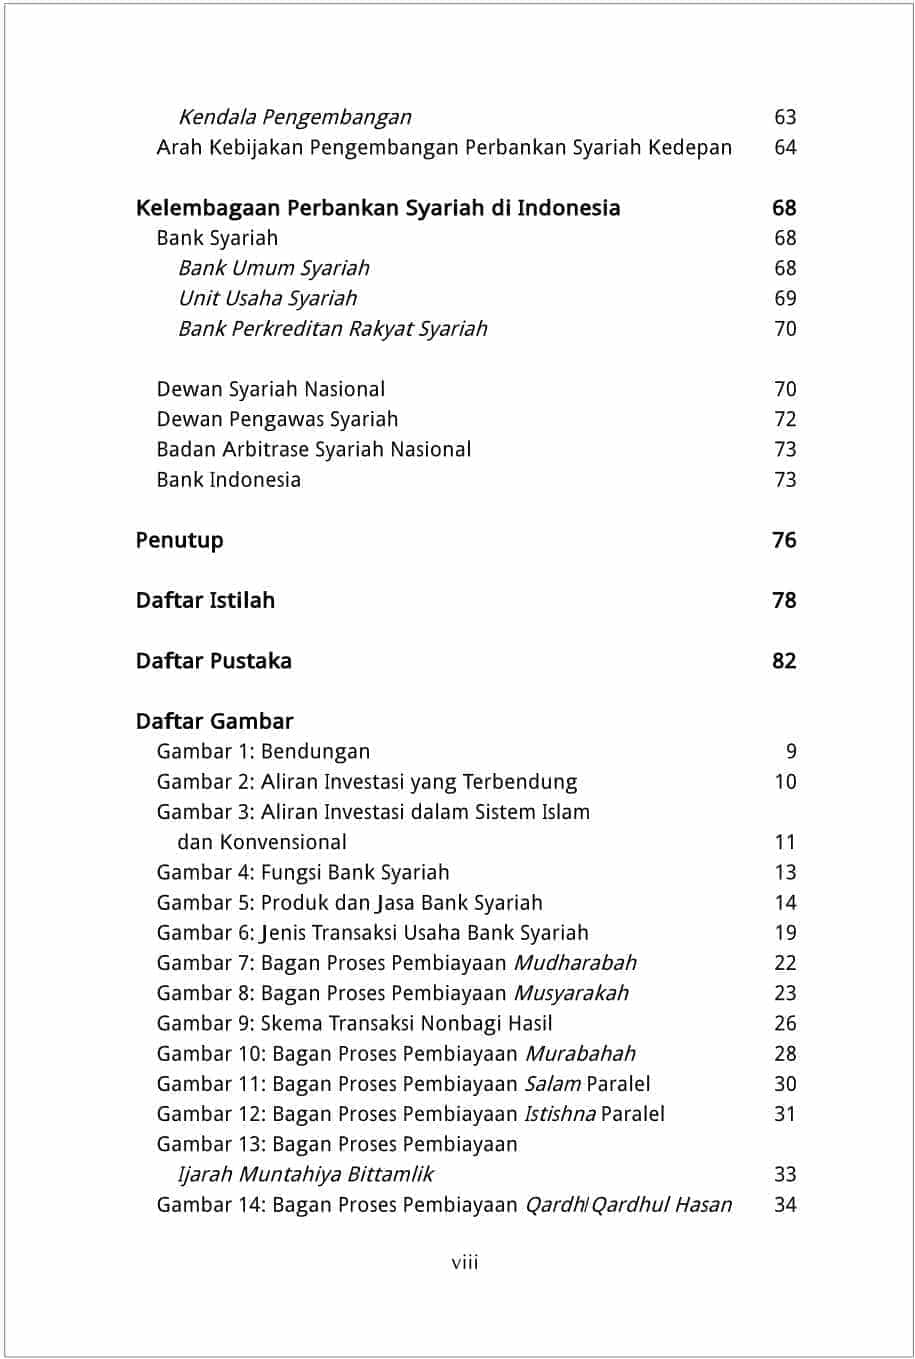 Kendala Pengembangan 63
Arah Kebijakan Pengembangan Perbankan Syariah Kedepan 64
Kelembagaan Perbankan Syariah di Indonesia 68
Bank Syariah 68
Bank Umum Syariah 68
Unit Usaha Syariah 69
Bank Perkreditan Rakyat Syariah 70
Dewan Syariah Nasional 70
Dewan Pengawas Syariah 72
Badan Arbitrase Syariah Nasional 73
Bank Indonesia 73
Penutup 76
Daftar Istilah 78
Daftar Pustaka 82
Daftar Gambar
Gambar 1: Bendungan 9
Gambar 2: Aliran Investasi yang Terbendung 10
Gambar 3: Aliran Investasi dalam Sistem Islam
dan Konvensional 11
Gambar 4: Fungsi Bank Syariah 13
Gambar 5: Produk dan Jasa Bank Syariah 14
Gambar 6: Jenis Transaksi Usaha Bank Syariah 19
Gambar 7: Bagan Proses Pembiayaan Mudharabah 22
Gambar 8: Bagan Proses Pembiayaan Musyarakah 23
Gambar 9: Skema Transaksi Nonbagi Hasil 26
Gambar 10: Bagan Proses Pembiayaan Murabahah 28
Gambar 11: Bagan Proses Pembiayaan Salam Paralel 30
Gambar 12: Bagan Proses Pembiayaan Istishna Paralel 31
Gambar 13: Bagan Proses Pembiayaan
Ijarah Muntahiya Bittamlik 33
Gambar 14: Bagan Proses Pembiayaan Qardh/Qardhul Hasan 34
viii